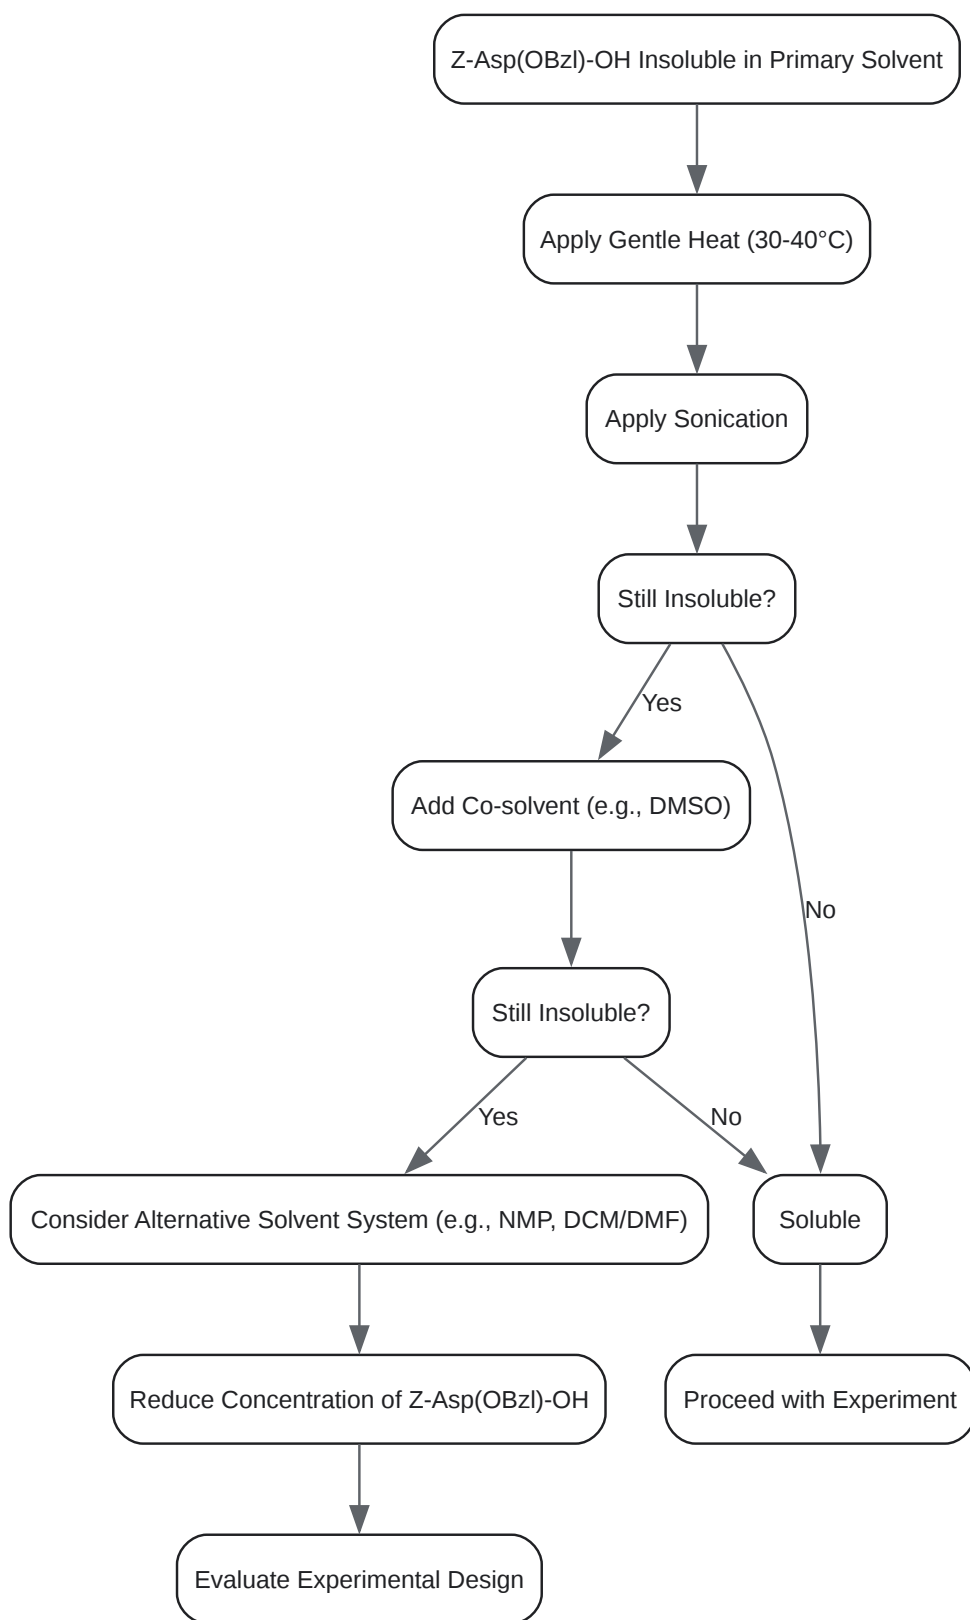 Z-Asp(OBzl)-OH Insoluble in Primary Solvent
Apply Gentle Heat (30-40°C)
Apply Sonication
Still Insoluble?
Yes
Add Co-solvent (e.g., DMSO)
No
Still Insoluble?
Yes
No
Consider Alternative Solvent System (e.g., NMP, DCM/DMF)
Soluble
Reduce Concentration of Z-Asp(OBzl)-OH
Proceed with Experiment
Evaluate Experimental Design